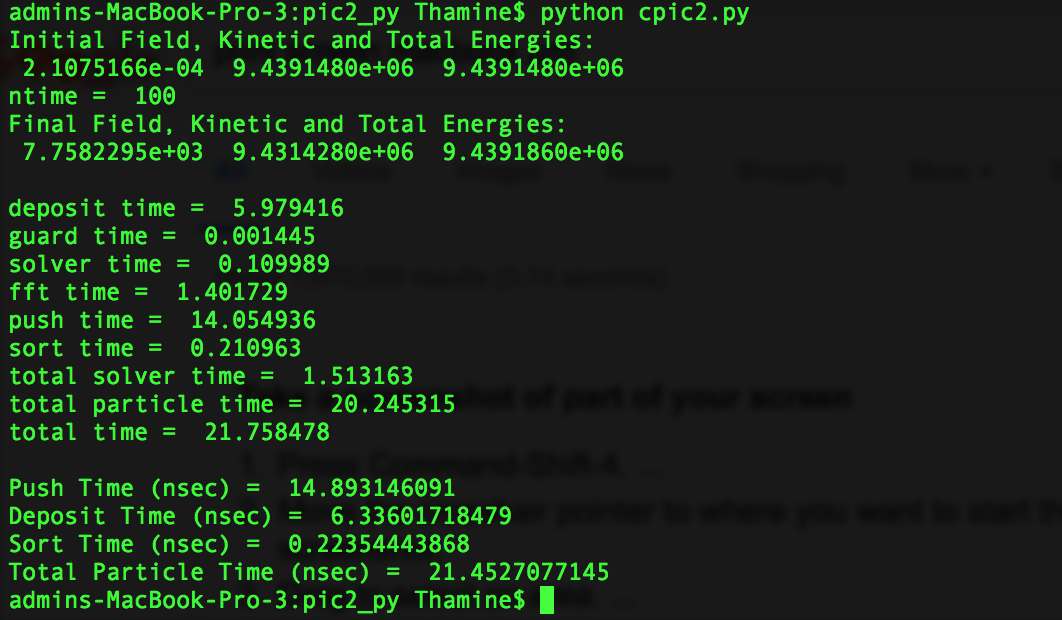 admins-MacBook-Pro-3:pic2_py Thamine$ python cpic2.py
Initial Field, Kinetic and Total Energies:
2.1075166e-04 9.4391480e+06 9.4391480e+06
ntime = 100
Final Field, Kinetic and Total Energies:
7.7582295e+03 9.4314280e+06 9.4391860e+06
deposit time = 5.979416
guard time = 0.001445
solver time = 0.109989
fft time = 1.401729
push time = 14.054936
sort time = 0.210963
total solver time = 1.513163
total particle time = 20.245315
total time = 21.758478
Push Time (nsec) = 14.893146091
Deposit Time (nsec) = 6.33601718479
Sort Time (nsec) = 0.22354443868
Total Particle Time (nsec) = 21.4527077145
admins-MacBook-Pro-3:pic2_py Thamine$